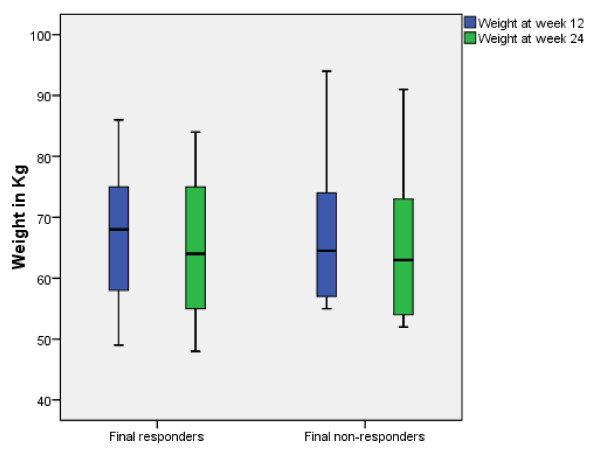 Weight at week 12
Weight at week 24
Weight in Kg
100
90
80
70
60
50
40
Final responders
Final non-responders